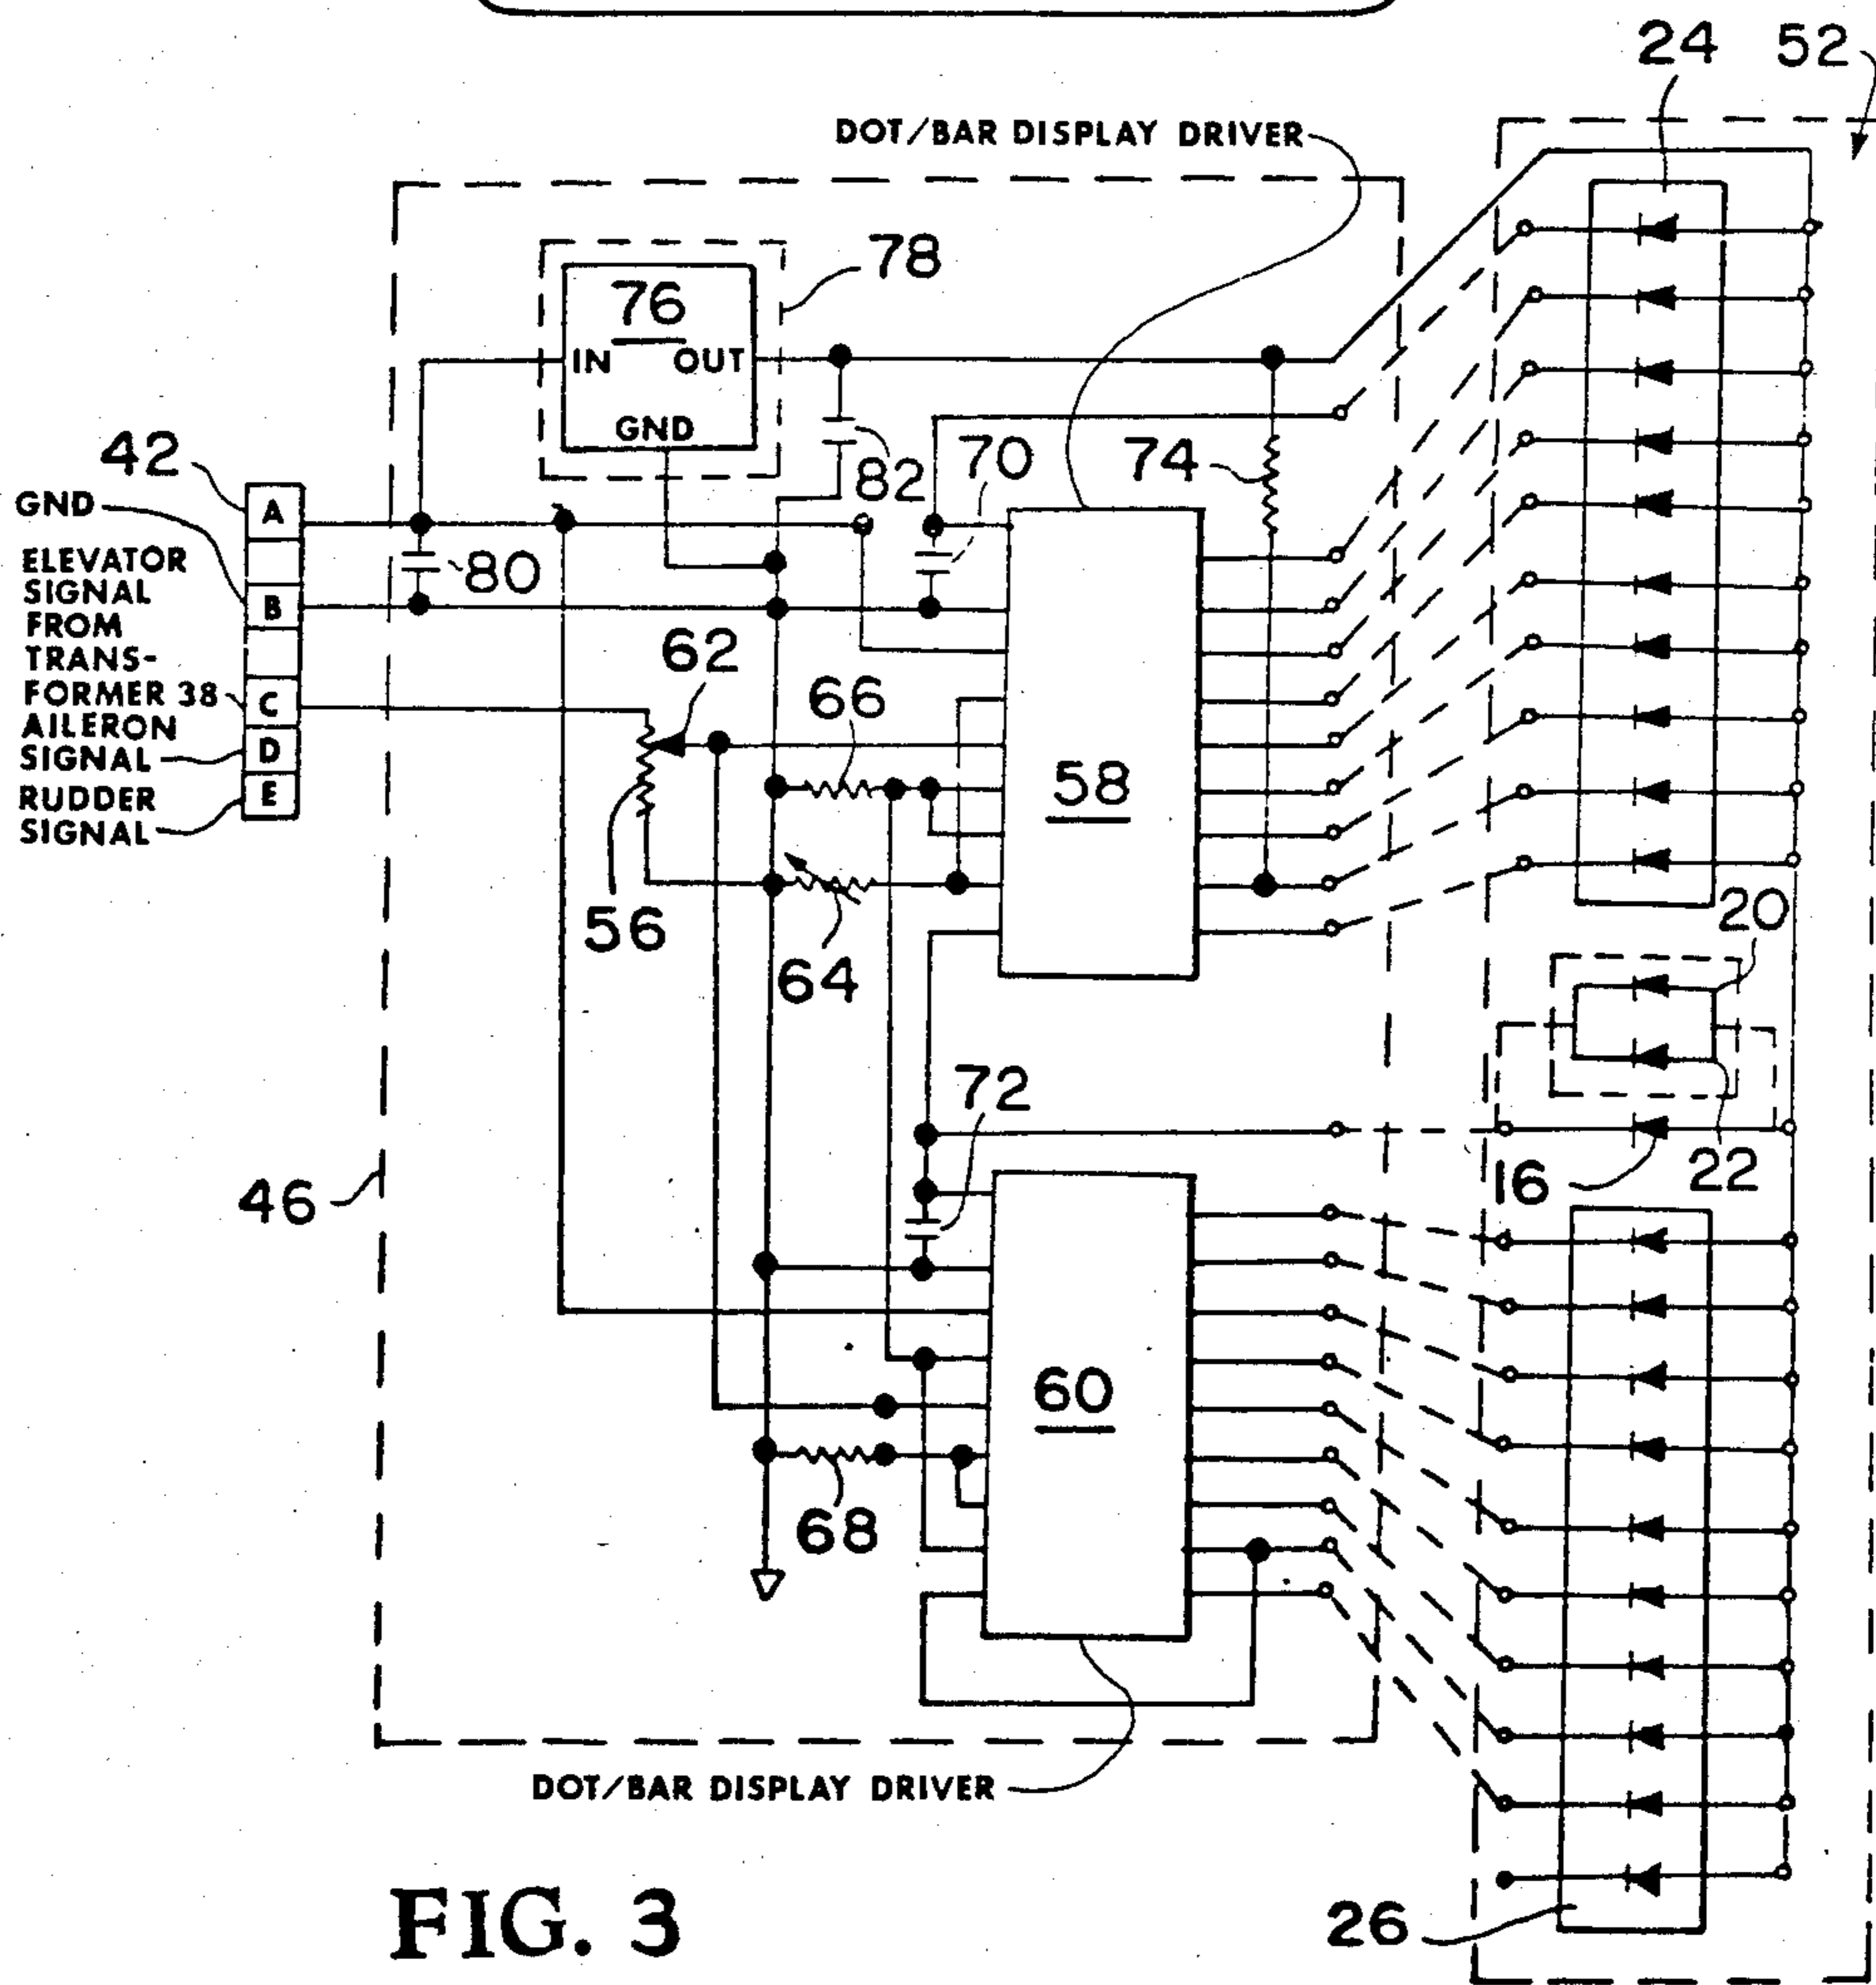 24 52
DOT/BAR DISPLAY DRIVER
76
78
IN OUT
GND
82
70
74
42
GND
A
ELEVATOR
SIGNAL
FROM
TRANS-
FORMER 38
AILERON
SIGNAL
RUDDER
SIGNAL
B
C
D
E
80
62
66
58
56
64
20
72
46
16
22
60
68
DOT/BAR DISPLAY DRIVER
26
FIG. 3